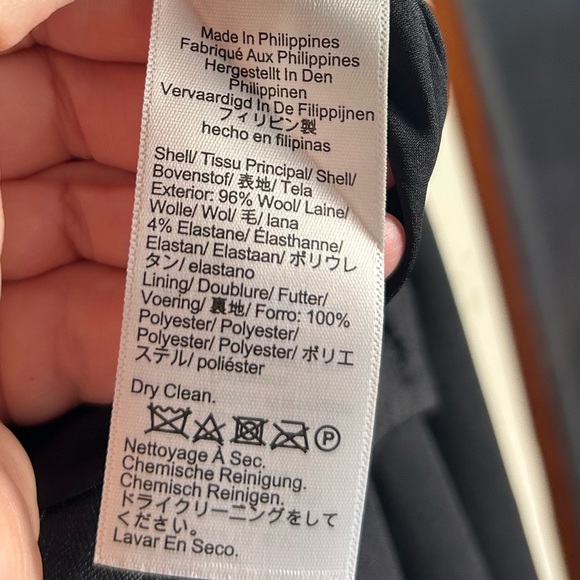 Made In Philippines
Fabriqué Aux Philippines
Hergestellt In Den
Philippinen
Vervaardigd In De Filippijnen
フィリピン製
hecho en filipinas
Shell/ Tissu Principal/ Shell/
Bovenstof/ 表地/ Tela
Exterior: 96% Wool/ Laine/
Wolle/ Wol/ 毛/ lana
4% Elastane/ Élasthanne/
Elastan/ Elastaan/ ポリウレ
タン/ elastano
Lining/ Doublure/ Futter/
Voering/ 裏地/ Forro: 100%
Polyester/ Polyester/
Polyester/ Polyester/ ポリエ
ステル/ poliéster
Dry Clean.
P
Nettoyage À Sec.
Chemische Reinigung.
Chemisch Reinigen.
ドライクリーニングをして
ください。
Lavar En Seco.